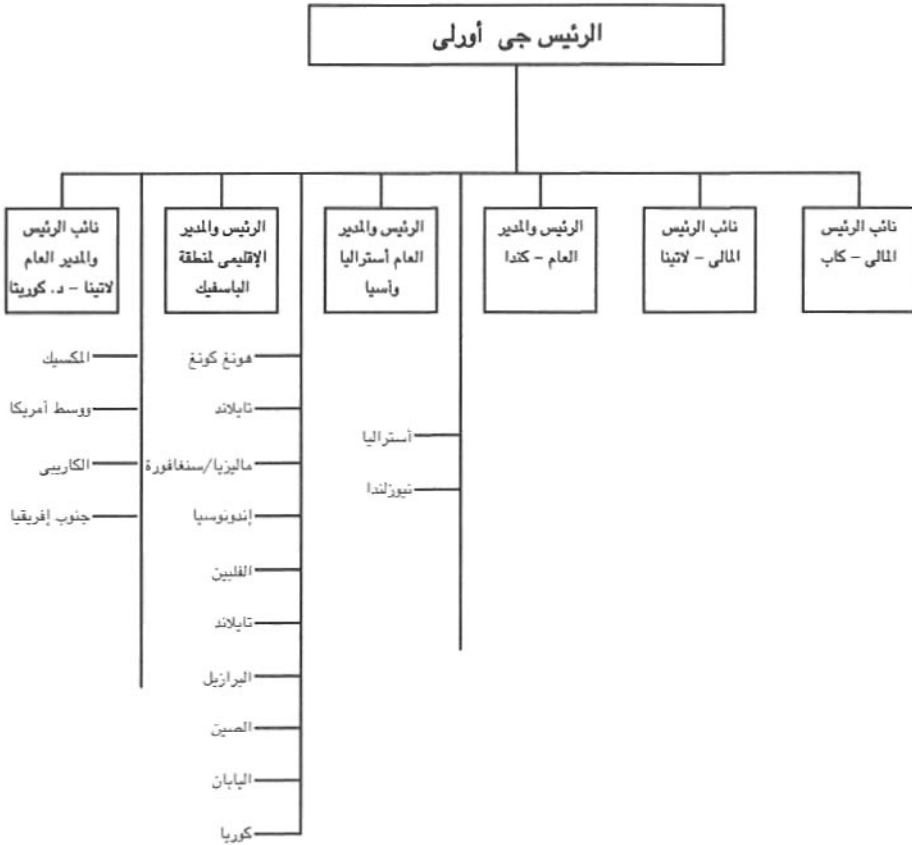 الرئيس جى أورلى
نائب الرئيس
المالى – كاب
نائب الرئيس
المالى – لاتينا
الرئيس والمدير
العام – كندا
الرئيس والمدير
العام أستراليا
وأسيا
أستراليا
نيوزلندا
الرئيس والمدير
الإقليمى لمنطقة
الباسفيك
هونغ كونغ
تايلاند
ماليزيا/سنغافورة
إندونوسيا
الفلبين
تايلاند
البرازيل
الصين
اليابان
كوريا
نائب الرئيس
والمدير العام
لاتينا – د. كوريتا
المكسيك
ووسط أمريكا
الكاريبى
جنوب إفريقيا